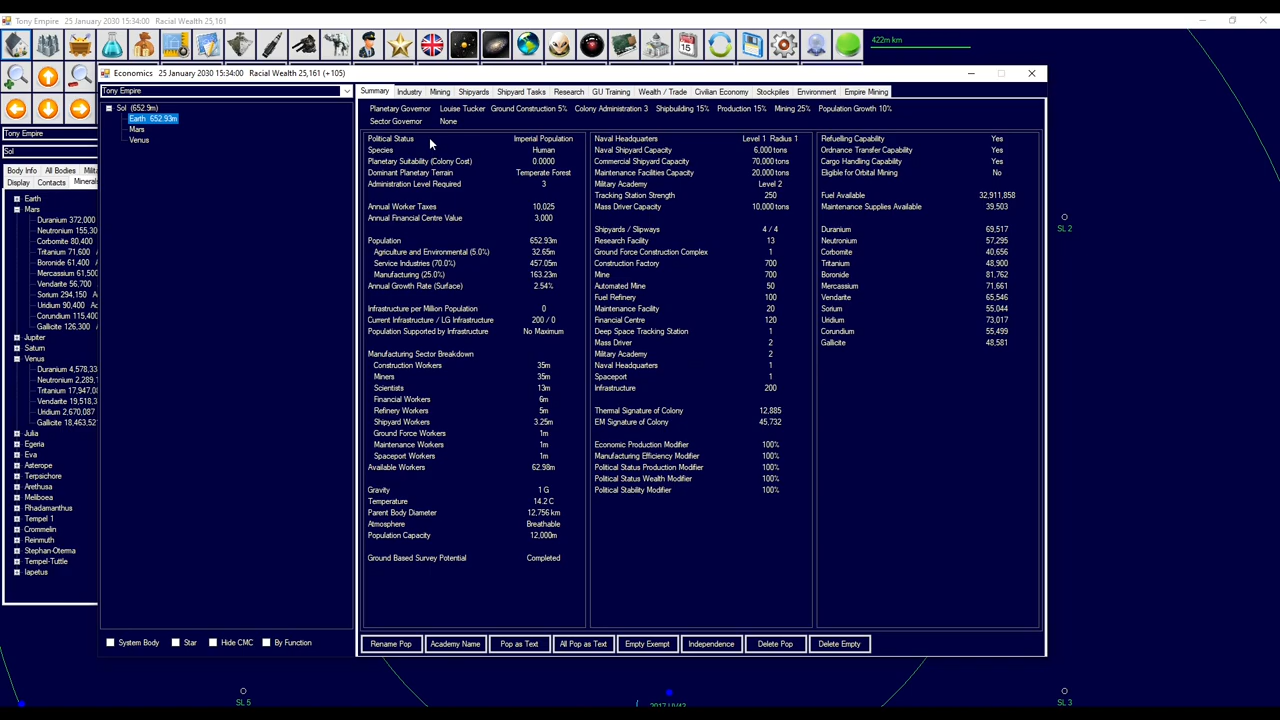 Tony Empire 25 January 2030 15:34:00 Racial Wealth 25,161
422m km
Economics 25 January 2030 15:34:00 Racial Wealth 25,161 (+105)
Tony Empire
Summary Industry Mining Shipyards Shipyard Tasks Research GU Training Wealth / Trade Civilian Economy Stockpiles Environment Empire Mining
Sol (652.9m)
Earth 652.93m
Mars
Venus
Planetary Governor Louise Tucker Ground Construction 5% Colony Administration 3 Shipbuilding 15% Production 15% Mining 25% Population Growth 10%
Sector Governor None
Political Status Imperial Population
Species Human
Planetary Suitability (Colony Cost) 0.0000
Dominant Planetary Terrain Temperate Forest
Administration Level Required 3
Annual Worker Taxes 10.025
Annual Financial Centre Value 3,000
Population 652.93m
Agriculture and Environmental (5.0%) 32.65m
Service Industries (70.0%) 457.05m
Manufacturing (25.0%) 163.23m
Annual Growth Rate (Surface) 2.54%
Infrastructure per Million Population 0
Current Infrastructure / LG Infrastructure 200 / 0
Population Supported by Infrastructure No Maximum
Manufacturing Sector Breakdown
Construction Workers 35m
Miners 35m
Scientists 13m
Financial Workers 6m
Refinery Workers 5m
Shipyard Workers 3.25m
Ground Force Workers 1m
Maintenance Workers 1m
Spaceport Workers 1m
Available Workers 62.98m
Gravity 1 G
Temperature 14.2 C
Parent Body Diameter 12,756 km
Atmosphere Breathable
Population Capacity 12,000m
Ground Based Survey Potential Completed
Naval Headquarters Level 1 Radius 1
Naval Shipyard Capacity 6,000 tons
Commercial Shipyard Capacity 70,000 tons
Maintenance Facilities Capacity 20,000 tons
Military Academy Level 2
Tracking Station Strength 250
Mass Driver Capacity 10,000 tons
Shipyards / Slipways 4 / 4
Research Facility 13
Ground Force Construction Complex 1
Construction Factory 700
Mine 700
Automated Mine 50
Fuel Refinery 100
Maintenance Facility 20
Financial Centre 120
Deep Space Tracking Station 1
Mass Driver 2
Military Academy 2
Naval Headquarters 1
Spaceport 1
Infrastructure 200
Thermal Signature of Colony 12,885
EM Signature of Colony 45,732
Economic Production Modifier 100%
Manufacturing Efficiency Modifier 100%
Political Status Production Modifier 100%
Political Status Wealth Modifier 100%
Political Stability Modifier 100%
Refuelling Capability Yes
Ordnance Transfer Capability Yes
Cargo Handling Capability Yes
Eligible for Orbital Mining No
Fuel Available 32,911,858
Maintenance Supplies Available 39,503
Duranium 69,517
Neutronium 57,295
Corbomite 40,656
Tritanium 48,900
Boronide 81,762
Mercassium 71,661
Vendarite 65,546
Sorium 55,044
Uridium 73,017
Corundium 55,499
Gallicite 48,581
System Body Star Hide CMC By Function
Rename Pop Academy Name Pop as Text All Pop as Text Empty Exempt Independence Delete Pop Delete Empty
Tony Empire
Sol
Body Info All Bodies
Display Contacts Minerals
Earth
Mars
Duranium 372,000
Neutronium 155,30
Corbomite 80,400
Tritanium 71,600
Boronide 61,400
Mercassium 61,50
Vendarite 56,700
Sorium 294,150
Uridium 90,400
Corundium 115,40
Gallicite 126,300
Jupiter
Saturn
Venus
Duranium 4,578,33
Neutronium 2,289,1
Tritanium 17,947,0
Vendarite 19,518,3
Uridium 2,670,087
Gallicite 18,463,52
Julia
Egeria
Eva
Asterope
Terpsichore
Arethusa
Meliboea
Rhadamanthus
Tempel 1
Crommelin
Reinmuth
Stephan-Oterma
Tempel-Tuttle
Iapetus
SL 2
SL 5
SL 3